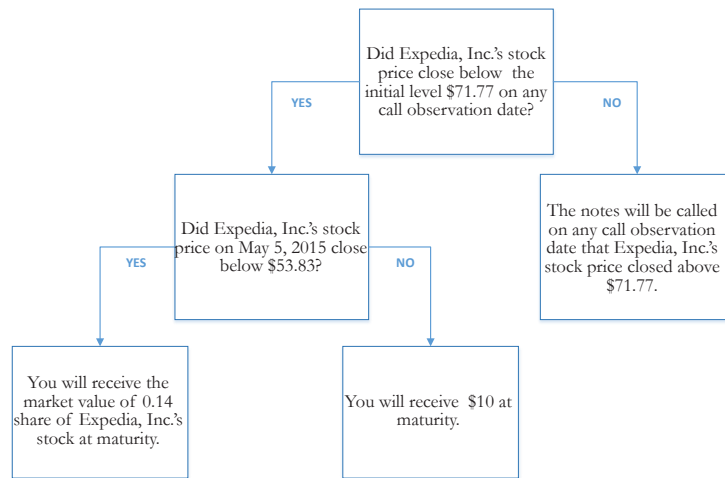 Did Expedia, Inc.'s stock
price close below the
initial level $71.77 on any
call observation date?
YES
NO
Did Expedia, Inc.'s stock
price on May 5, 2015 close
below $53.83?
The notes will be called
on any call observation
date that Expedia, Inc.'s
stock price closed above
$71.77.
YES
NO
You will receive the
market value of 0.14
share of Expedia, Inc.'s
stock at maturity.
You will receive $10 at
maturity.